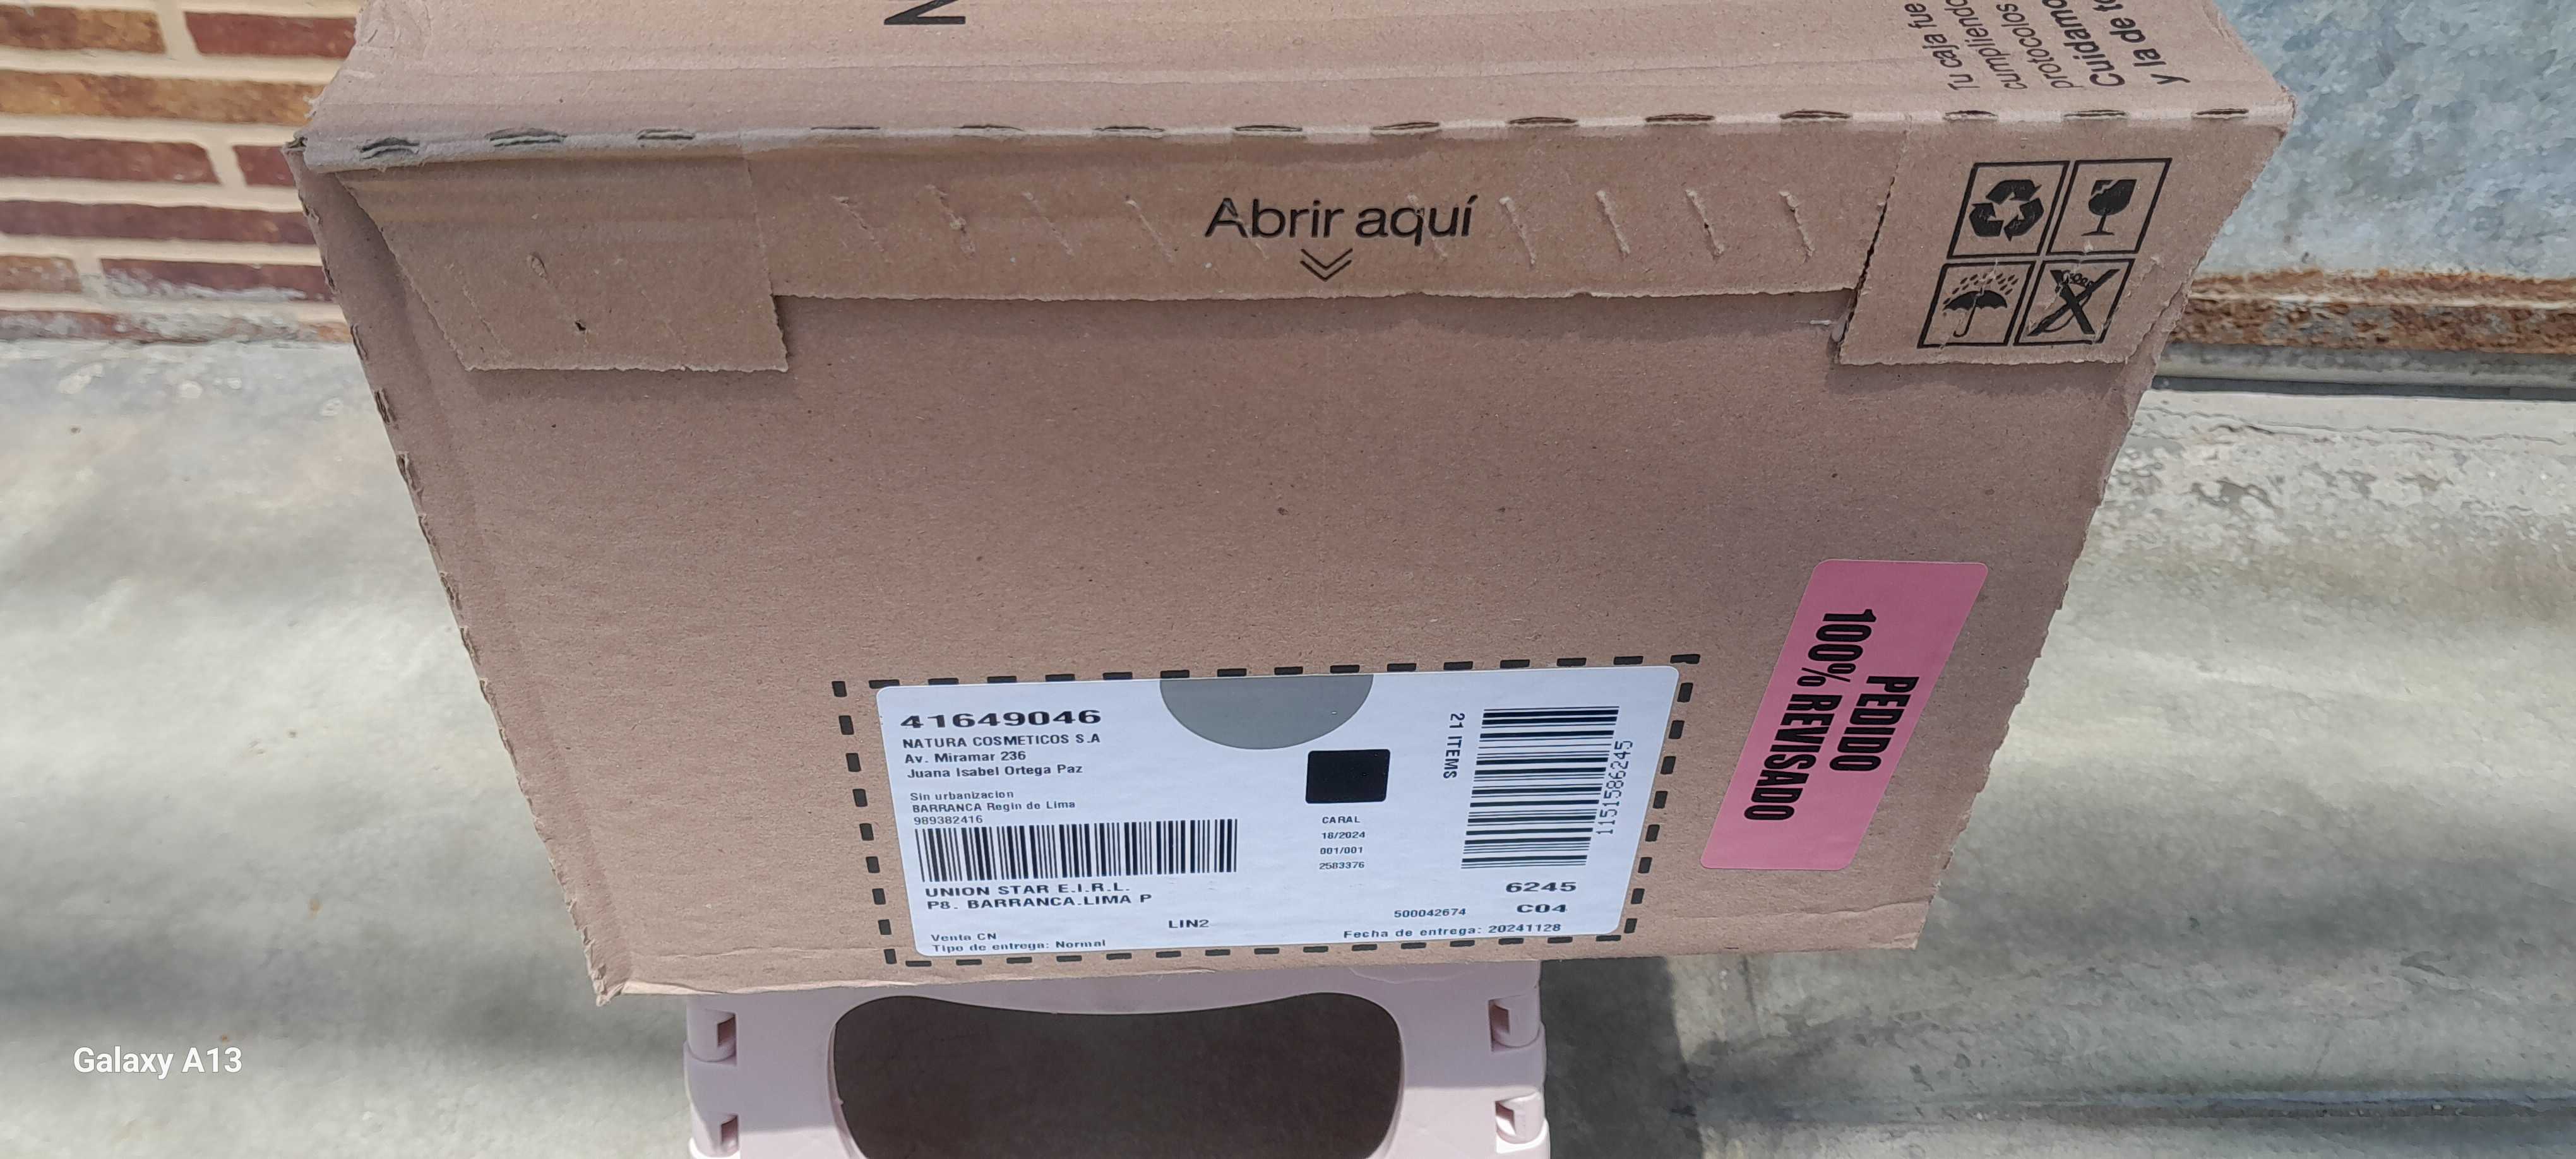 N
Tu caja fue
cumpliendo
protocolos
Cuidamo
y la de t
Abrir aquí
PEDIDO
100% REVISADO
41649046
NATURA COSMETICOS S.A
Av. Miramar 236
Juana Isabel Ortega Paz
Sin urbanizacion
BARRANCA Regin de Lima
989382416
UNION STAR E.I.R.L.
P8. BARRANCA.LIMA P
LIN2
Venta CN
Tipo de entrega: Normal
CARAL
18/2024
001/001
2583376
21 ITEMS
1151586245
6245
500042674 C04
Fecha de entrega: 20241128
Galaxy A13